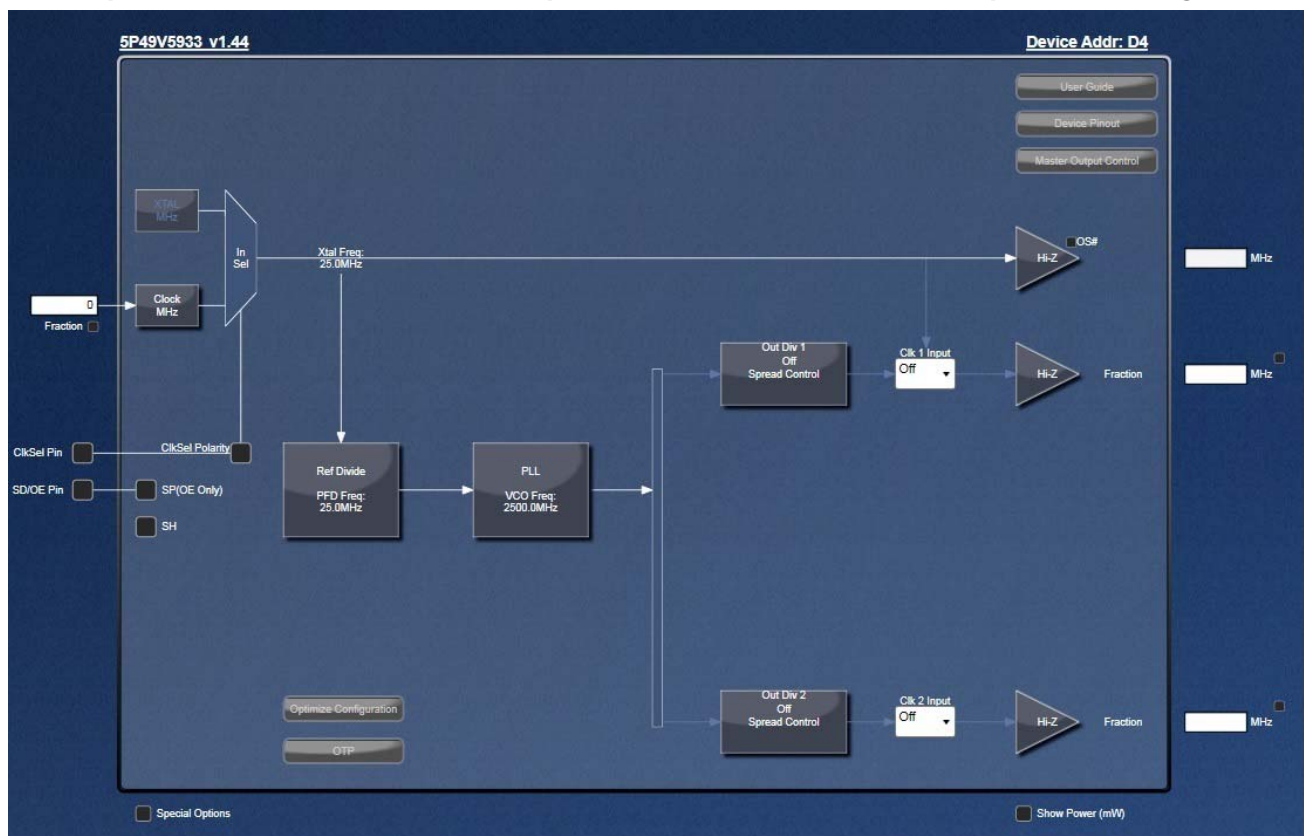 5P49V5933 v1.44
Device Addr: D4
User Guide
Device Pinout
Master Output Control
XTAL
MHz
In
Sel
Xtal Freq:
25.0MHz
OS#
Hi-Z
MHz
0
Clock
MHz
Fraction
Out Div 1
Off
Spread Control
Clk 1 Input
Off
Hi-Z
Fraction
MHz
ClkSel Pin
ClkSel Polarity
SD/OE Pin
SP(OE Only)
SH
Ref Divide
PFD Freq:
25.0MHz
PLL
VCO Freq:
2500.0MHz
Optimize Configuration
OTP
Out Div 2
Off
Spread Control
Clk 2 Input
Off
Hi-Z
Fraction
MHz
Special Options
Show Power (mW)